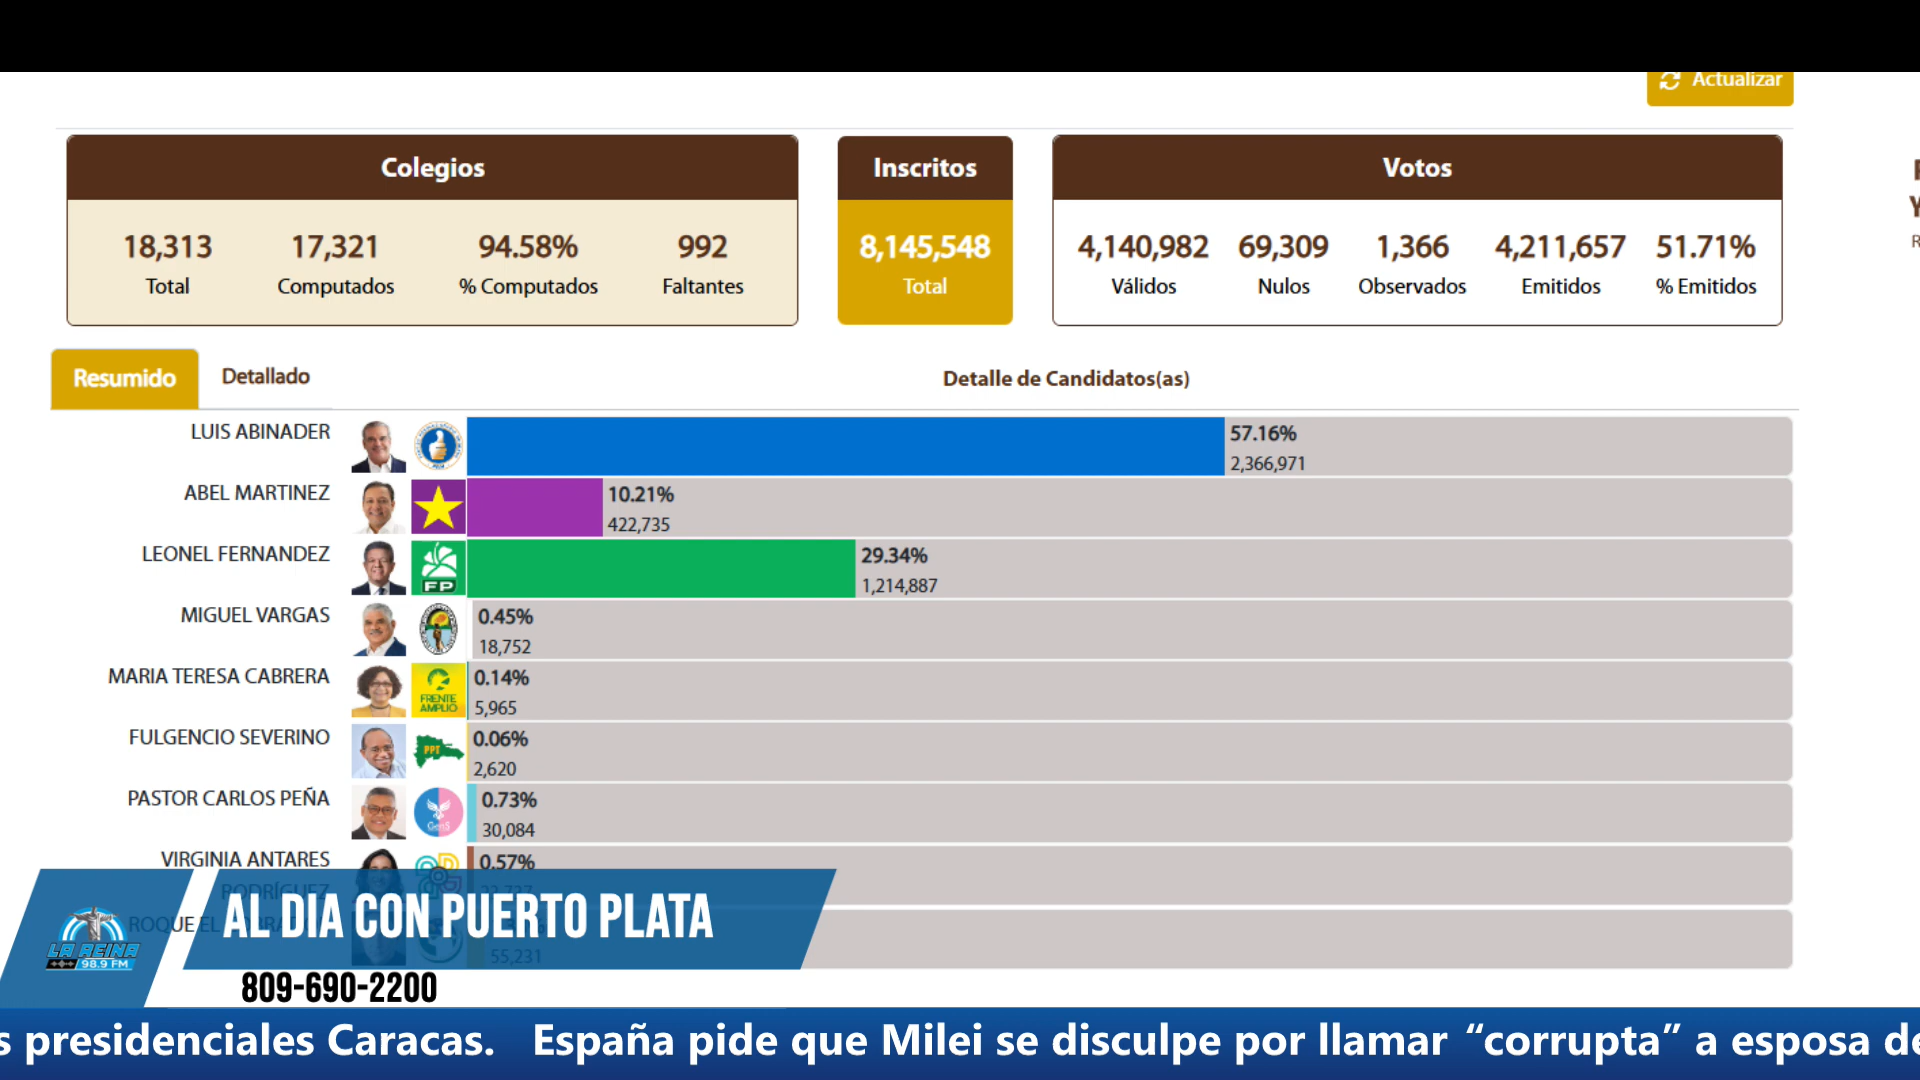 Actualizar
Colegios
18,313 17,321 94.58% 992
Total Computados % Computados Faltantes
Inscritos
8,145,548
Total
Votos
4,140,982 69,309 1,366 4,211,657 51.71%
Válidos Nulos Observados Emitidos % Emitidos
Resumido Detallado Detalle de Candidatos(as)
LUIS ABINADER 57.16%
2,366,971
ABEL MARTINEZ 10.21%
422,735
LEONEL FERNANDEZ FP 29.34%
1,214,887
MIGUEL VARGAS 0.45%
18,752
MARIA TERESA CABRERA FRENTE AMPLIO 0.14%
5,965
FULGENCIO SEVERINO PPT 0.06%
2,620
PASTOR CARLOS PEÑA GenS 0.73%
30,084
VIRGINIA ANTARES 0.57%
RODRÍGUEZ
ROQUE EL
55,231
LA REINA
98.9 FM
AL DIA CON PUERTO PLATA
809-690-2200
s presidenciales Caracas. España pide que Milei se disculpe por llamar “corrupta” a esposa de